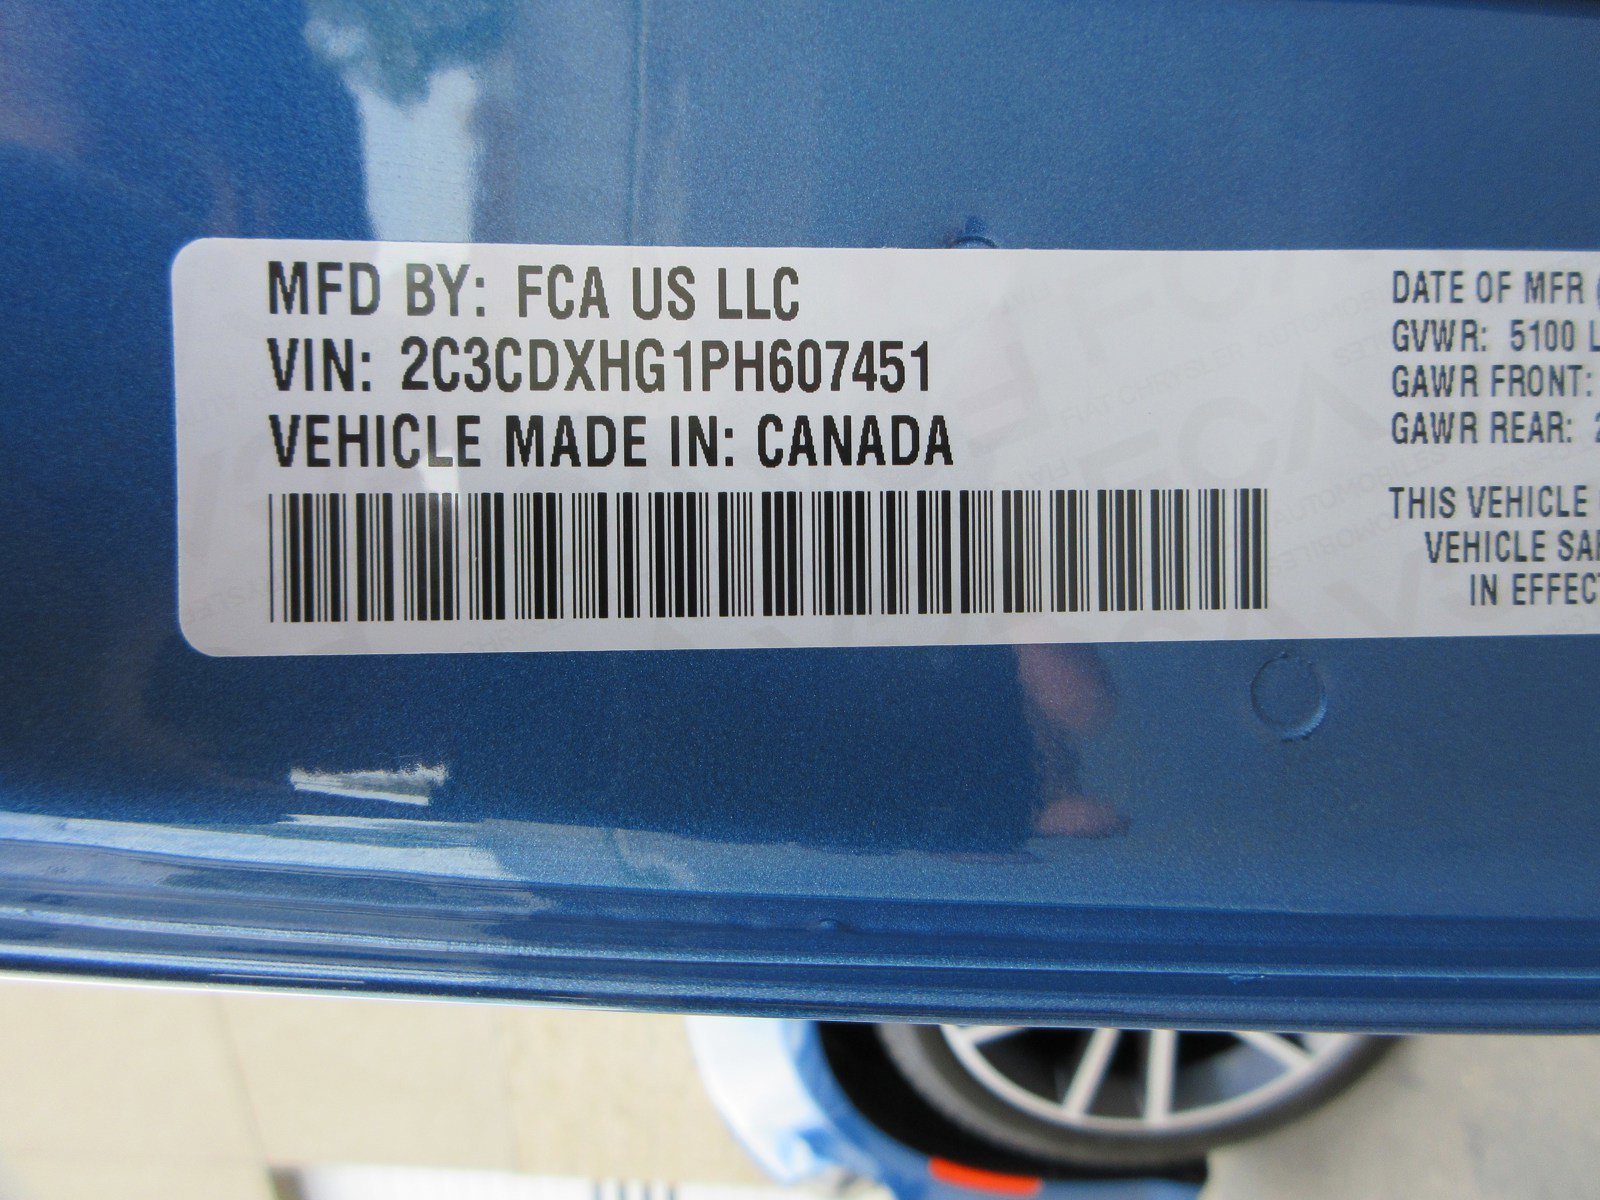 MFD BY: FCA US LLC
VIN: 2C3CDXHG1PH607451
VEHICLE MADE IN: CANADA
DATE OF MFR
GVWR: 5100
GAWR FRONT:
GAWR REAR: 2
THIS VEHICLE
VEHICLE
IN